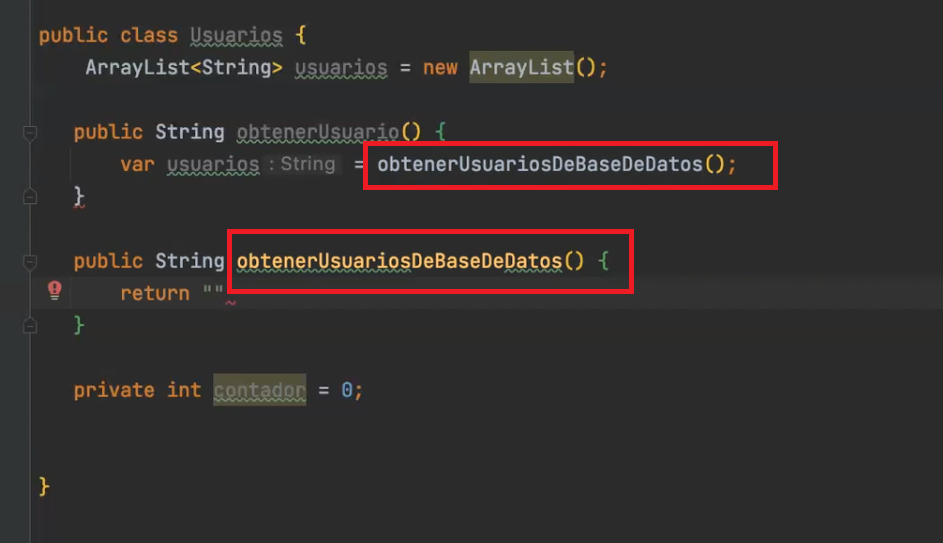 public class Usuarios {
ArrayList<String> usuarios = new ArrayList();
public String obtenerUsuario() {
var usuarios : String = obtenerUsuariosDeBaseDeDatos();
}
public String obtenerUsuariosDeBaseDeDatos() {
return ""
}
private int contador = 0;
}